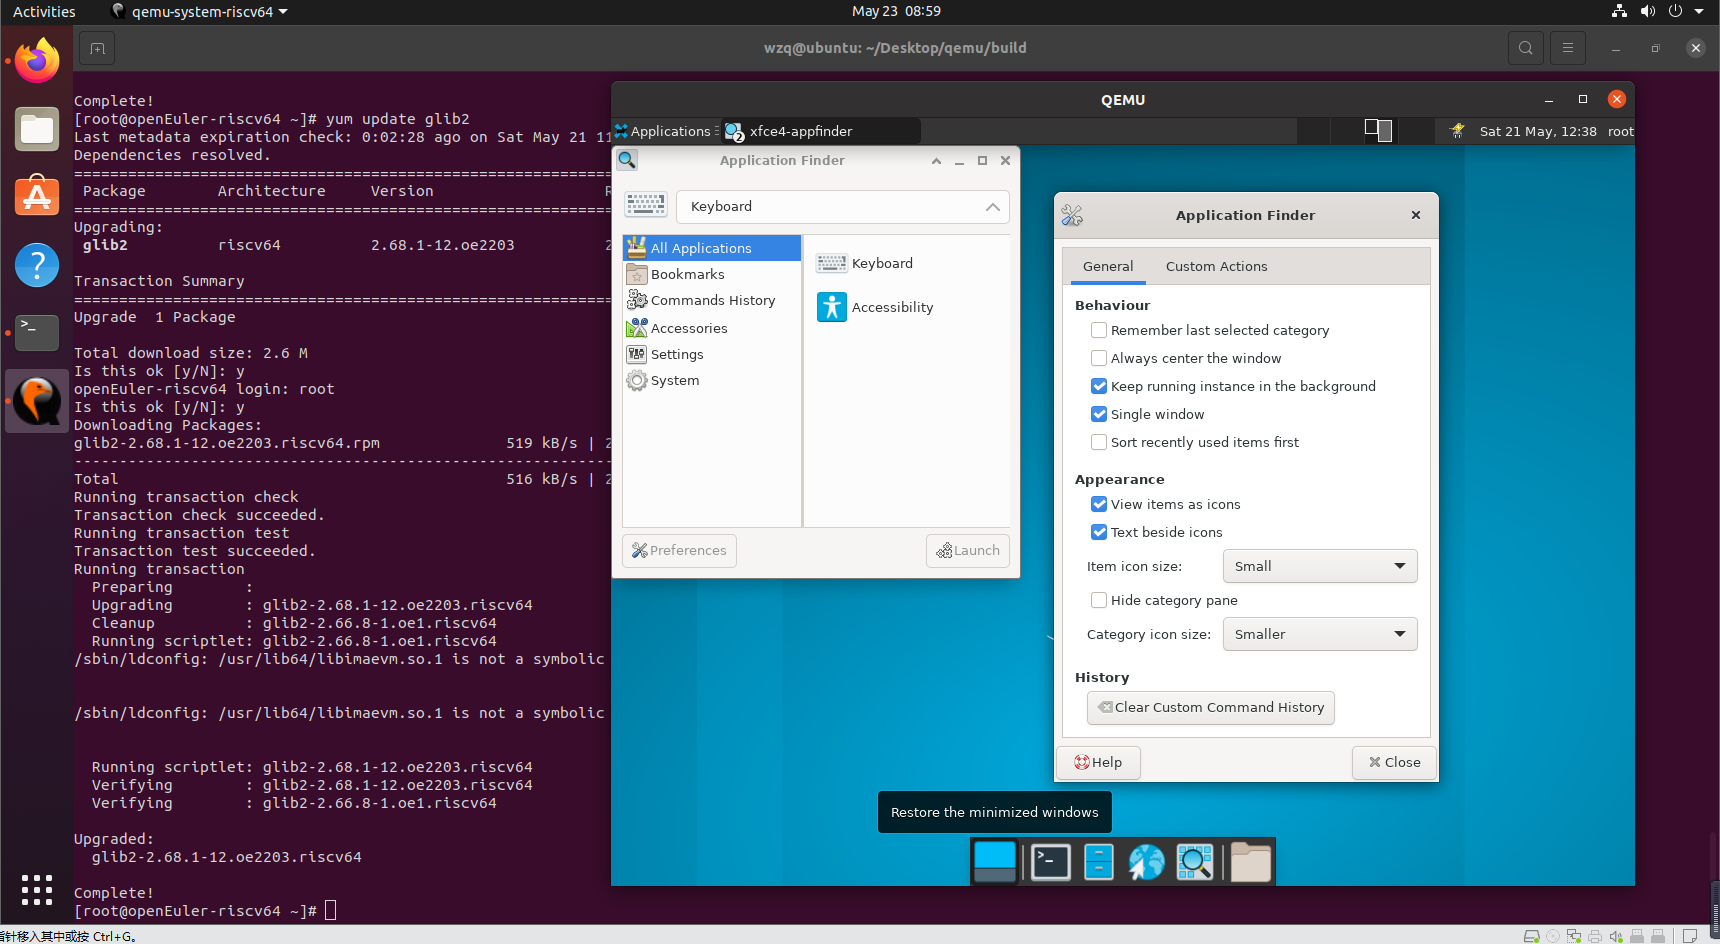 Activities
qemu-system-riscv64
May 23 08:59
wzq@ubuntu: ~/Desktop/qemu/build
Complete!
[root@openEuler-riscv64 ~]# yum update glib2
Last metadata expiration check: 0:02:28 ago on Sat May 21 11
Dependencies resolved.
================================================================
Package Architecture Version R
================================================================
Upgrading:
glib2 riscv64 2.68.1-12.oe2203 2
Transaction Summary
================================================================
Upgrade 1 Package
Total download size: 2.6 M
Is this ok [y/N]: y
openEuler-riscv64 login: root
Is this ok [y/N]: y
Downloading Packages:
glib2-2.68.1-12.oe2203.riscv64.rpm 519 kB/s | 2
----------------------------------------------------------------
Total 516 kB/s | 2
Running transaction check
Transaction check succeeded.
Running transaction test
Transaction test succeeded.
Running transaction
Preparing :
Upgrading : glib2-2.68.1-12.oe2203.riscv64
Cleanup : glib2-2.66.8-1.oe1.riscv64
Running scriptlet: glib2-2.66.8-1.oe1.riscv64
/sbin/ldconfig: /usr/lib64/libimaevm.so.1 is not a symbolic
/sbin/ldconfig: /usr/lib64/libimaevm.so.1 is not a symbolic
Running scriptlet: glib2-2.68.1-12.oe2203.riscv64
Verifying : glib2-2.68.1-12.oe2203.riscv64
Verifying : glib2-2.66.8-1.oe1.riscv64
Upgraded:
glib2-2.68.1-12.oe2203.riscv64
Complete!
[root@openEuler-riscv64 ~]#
QEMU
Applications
2
xfce4-appfinder
Sat 21 May, 12:38
root
Application Finder
Keyboard
All Applications
Bookmarks
Commands History
Accessories
Settings
System
Keyboard
Accessibility
Preferences
Launch
Application Finder
General
Custom Actions
Behaviour
Remember last selected category
Always center the window
Keep running instance in the background
Single window
Sort recently used items first
Appearance
View items as icons
Text beside icons
Item icon size:
Small
Hide category pane
Category icon size:
Smaller
History
Clear Custom Command History
Help
Close
Restore the minimized windows
指针移入其中或按 Ctrl+G。